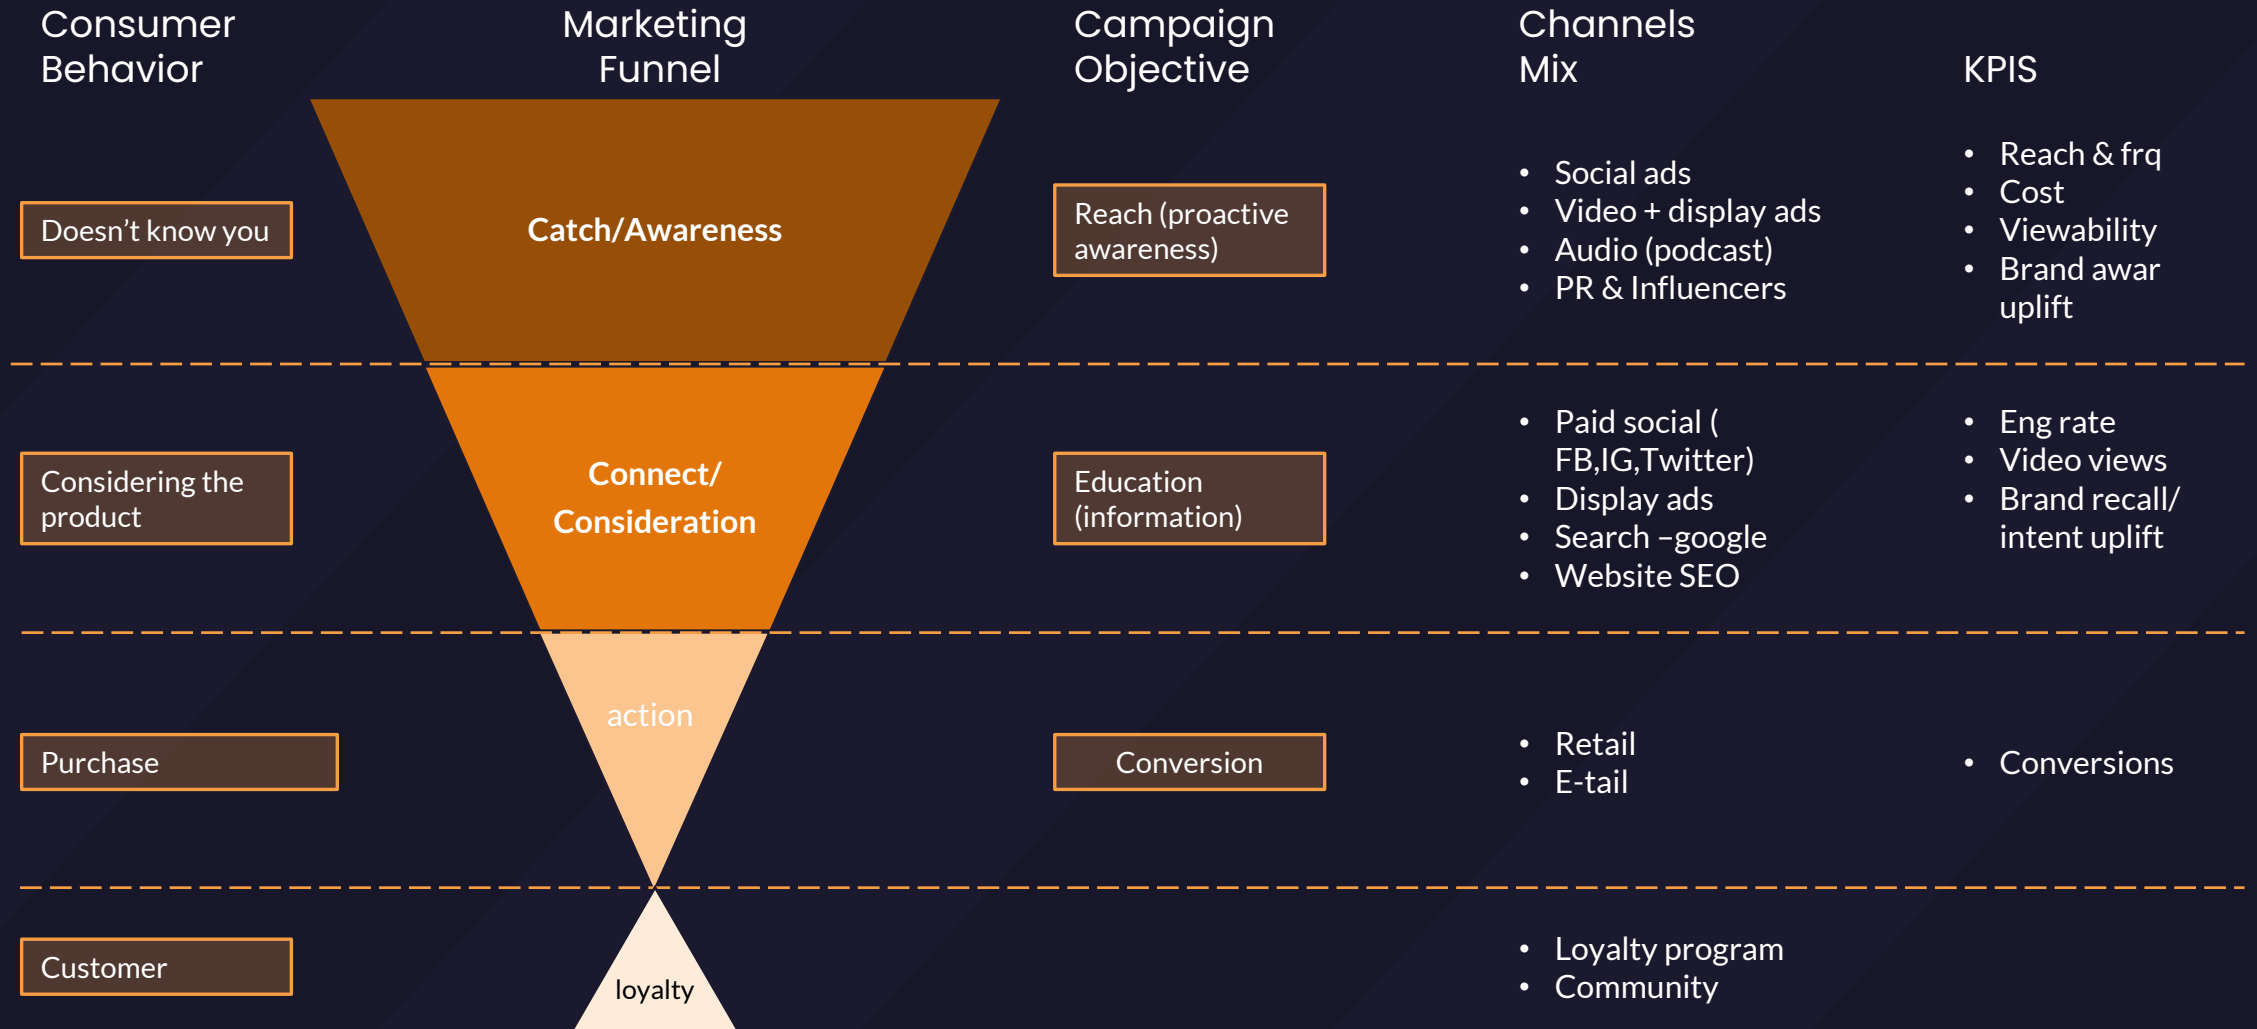 Consumer
Behavior
Marketing
Funnel
Campaign
Objective
Channels
Mix
KPIS
Doesn’t know you
Catch/Awareness
Reach (proactive
awareness)
• Social ads
• Video + display ads
• Audio (podcast)
• PR & Influencers
• Reach & frq
• Cost
• Viewability
• Brand awar
uplift
Considering the
product
Connect/
Consideration
Education
(information)
• Paid social (
FB,IG,Twitter)
• Display ads
• Search –google
• Website SEO
• Eng rate
• Video views
• Brand recall/
intent uplift
Purchase
action
Conversion
• Retail
• E-tail
• Conversions
Customer
loyalty
• Loyalty program
• Community